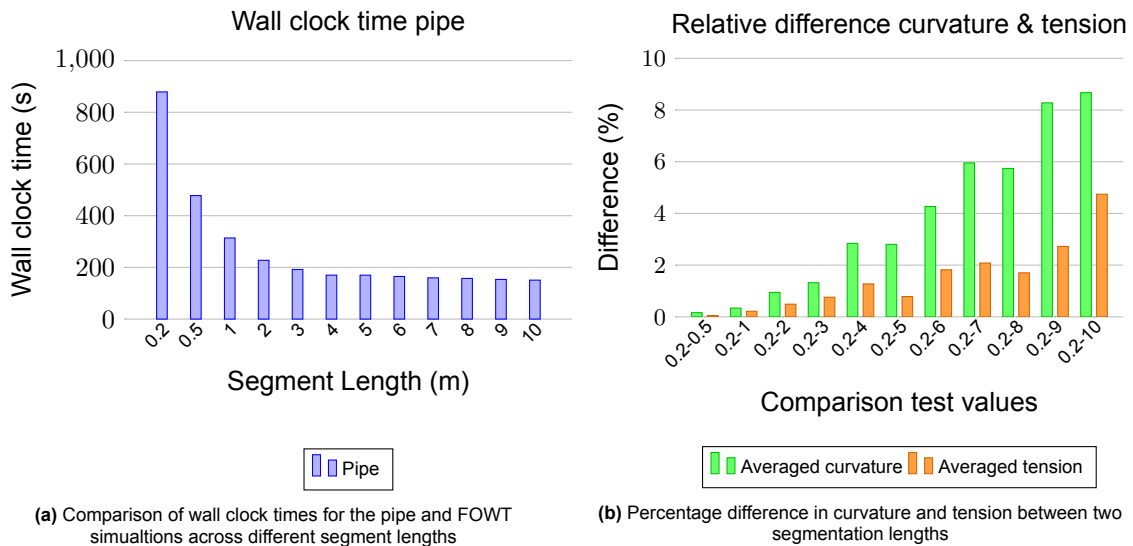 Wall clock time pipe
Wall clock time (s)
1,000
800
600
400
200
0
0.2
0.5
1
2
3
4
5
6
7
8
9
10
Segment Length (m)
Pipe
(a) Comparison of wall clock times for the pipe and FOWT
simualtions across different segment lengths
Relative difference curvature & tension
Difference (%)
10
8
6
4
2
0
0.2-0.5
0.2-1
0.2-2
0.2-3
0.2-4
0.2-5
0.2-6
0.2-7
0.2-8
0.2-9
0.2-10
Comparison test values
Averaged curvature Averaged tension
(b) Percentage difference in curvature and tension between two
segmentation lengths